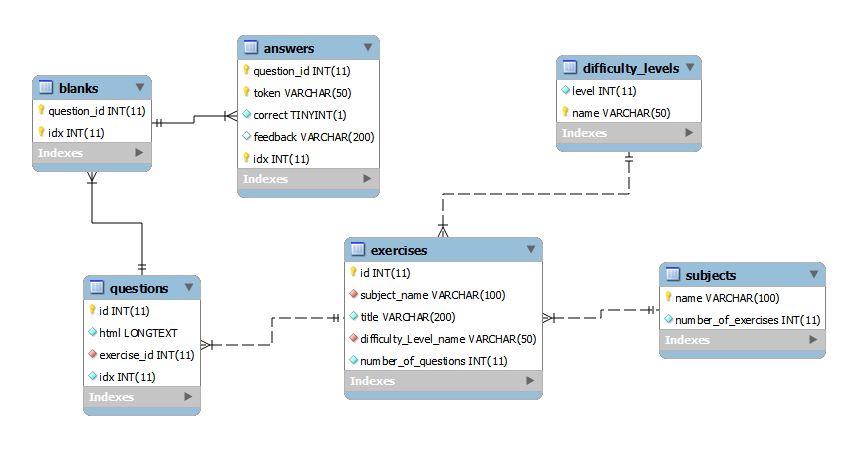 answers
question_id INT(11)
token VARCHAR(50)
correct TINYINT(1)
feedback VARCHAR(200)
idx INT(11)
Indexes
blanks
question_id INT(11)
idx INT(11)
Indexes
difficulty_levels
level INT(11)
name VARCHAR(50)
Indexes
exercises
id INT(11)
subject_name VARCHAR(100)
title VARCHAR(200)
difficulty_Level_name VARCHAR(50)
number_of_questions INT(11)
Indexes
subjects
name VARCHAR(100)
number_of_exercises INT(11)
Indexes
questions
id INT(11)
html LONGTEXT
exercise_id INT(11)
idx INT(11)
Indexes